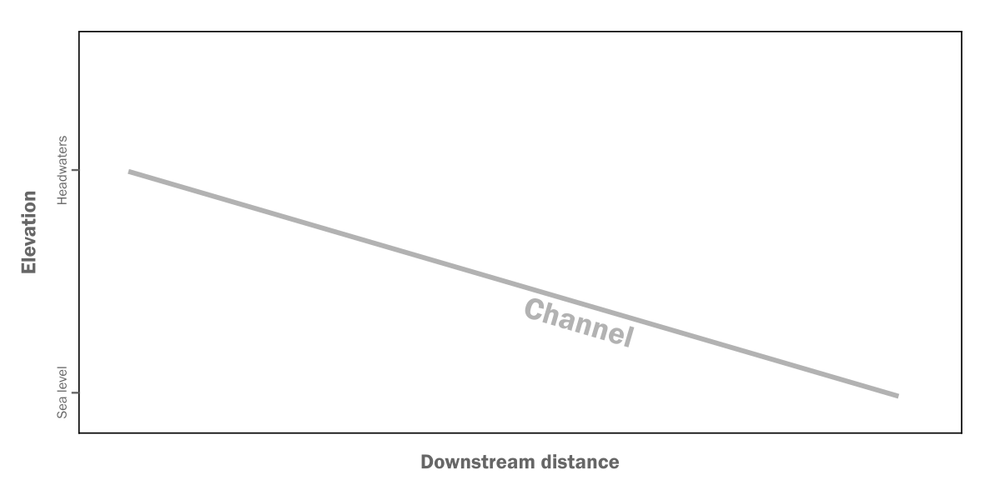 Elevation
Headwaters
Sea level
Channel
Downstream distance